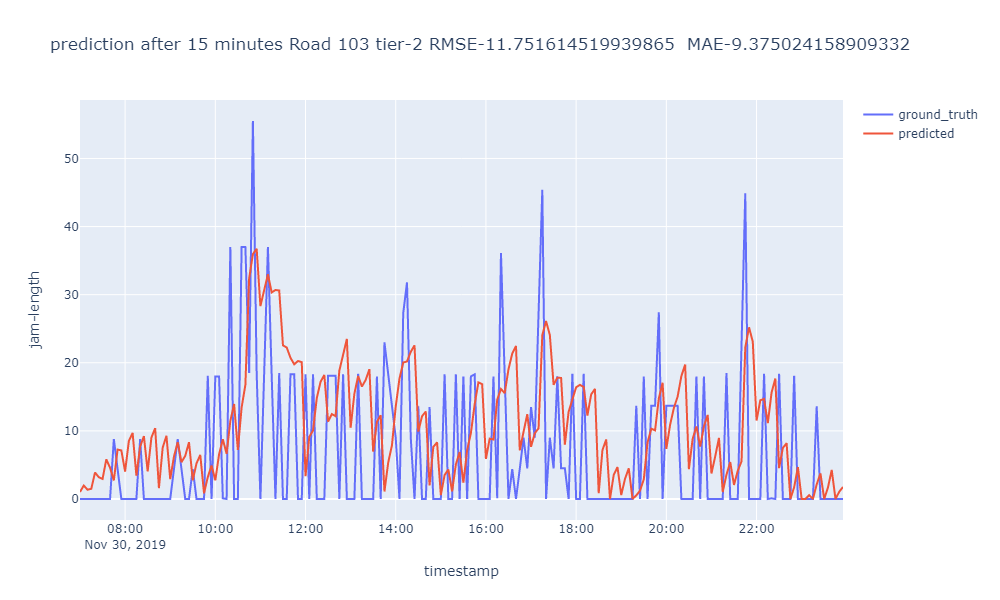 prediction after 15 minutes Road 103 tier-2 RMSE-11.751614519939865  MAE-9.375024158909332
ground_truth
predicted
50
40
30
20
10
0
jam-length
08:00 10:00 12:00 14:00 16:00 18:00 20:00 22:00
Nov 30, 2019
timestamp